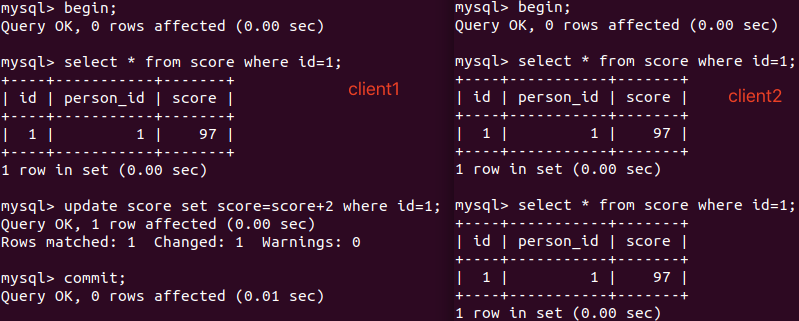 mysql> begin;
Query OK, 0 rows affected (0.00 sec)
mysql> select * from score where id=1;
+----+-----------+-------+
| id | person_id | score |
+----+-----------+-------+
|  1 |         1 |    97 |
+----+-----------+-------+
1 row in set (0.00 sec)
client1
mysql> update score set score=score+2 where id=1;
Query OK, 1 row affected (0.00 sec)
Rows matched: 1  Changed: 1  Warnings: 0
mysql> commit;
Query OK, 0 rows affected (0.01 sec)
mysql> begin;
Query OK, 0 rows affected (0.00 sec)
mysql> select * from score where id=1;
+----+-----------+-------+
| id | person_id | score |
+----+-----------+-------+
|  1 |         1 |    97 |
+----+-----------+-------+
1 row in set (0.00 sec)
client2
mysql> select * from score where id=1;
+----+-----------+-------+
| id | person_id | score |
+----+-----------+-------+
|  1 |         1 |    97 |
+----+-----------+-------+
1 row in set (0.00 sec)